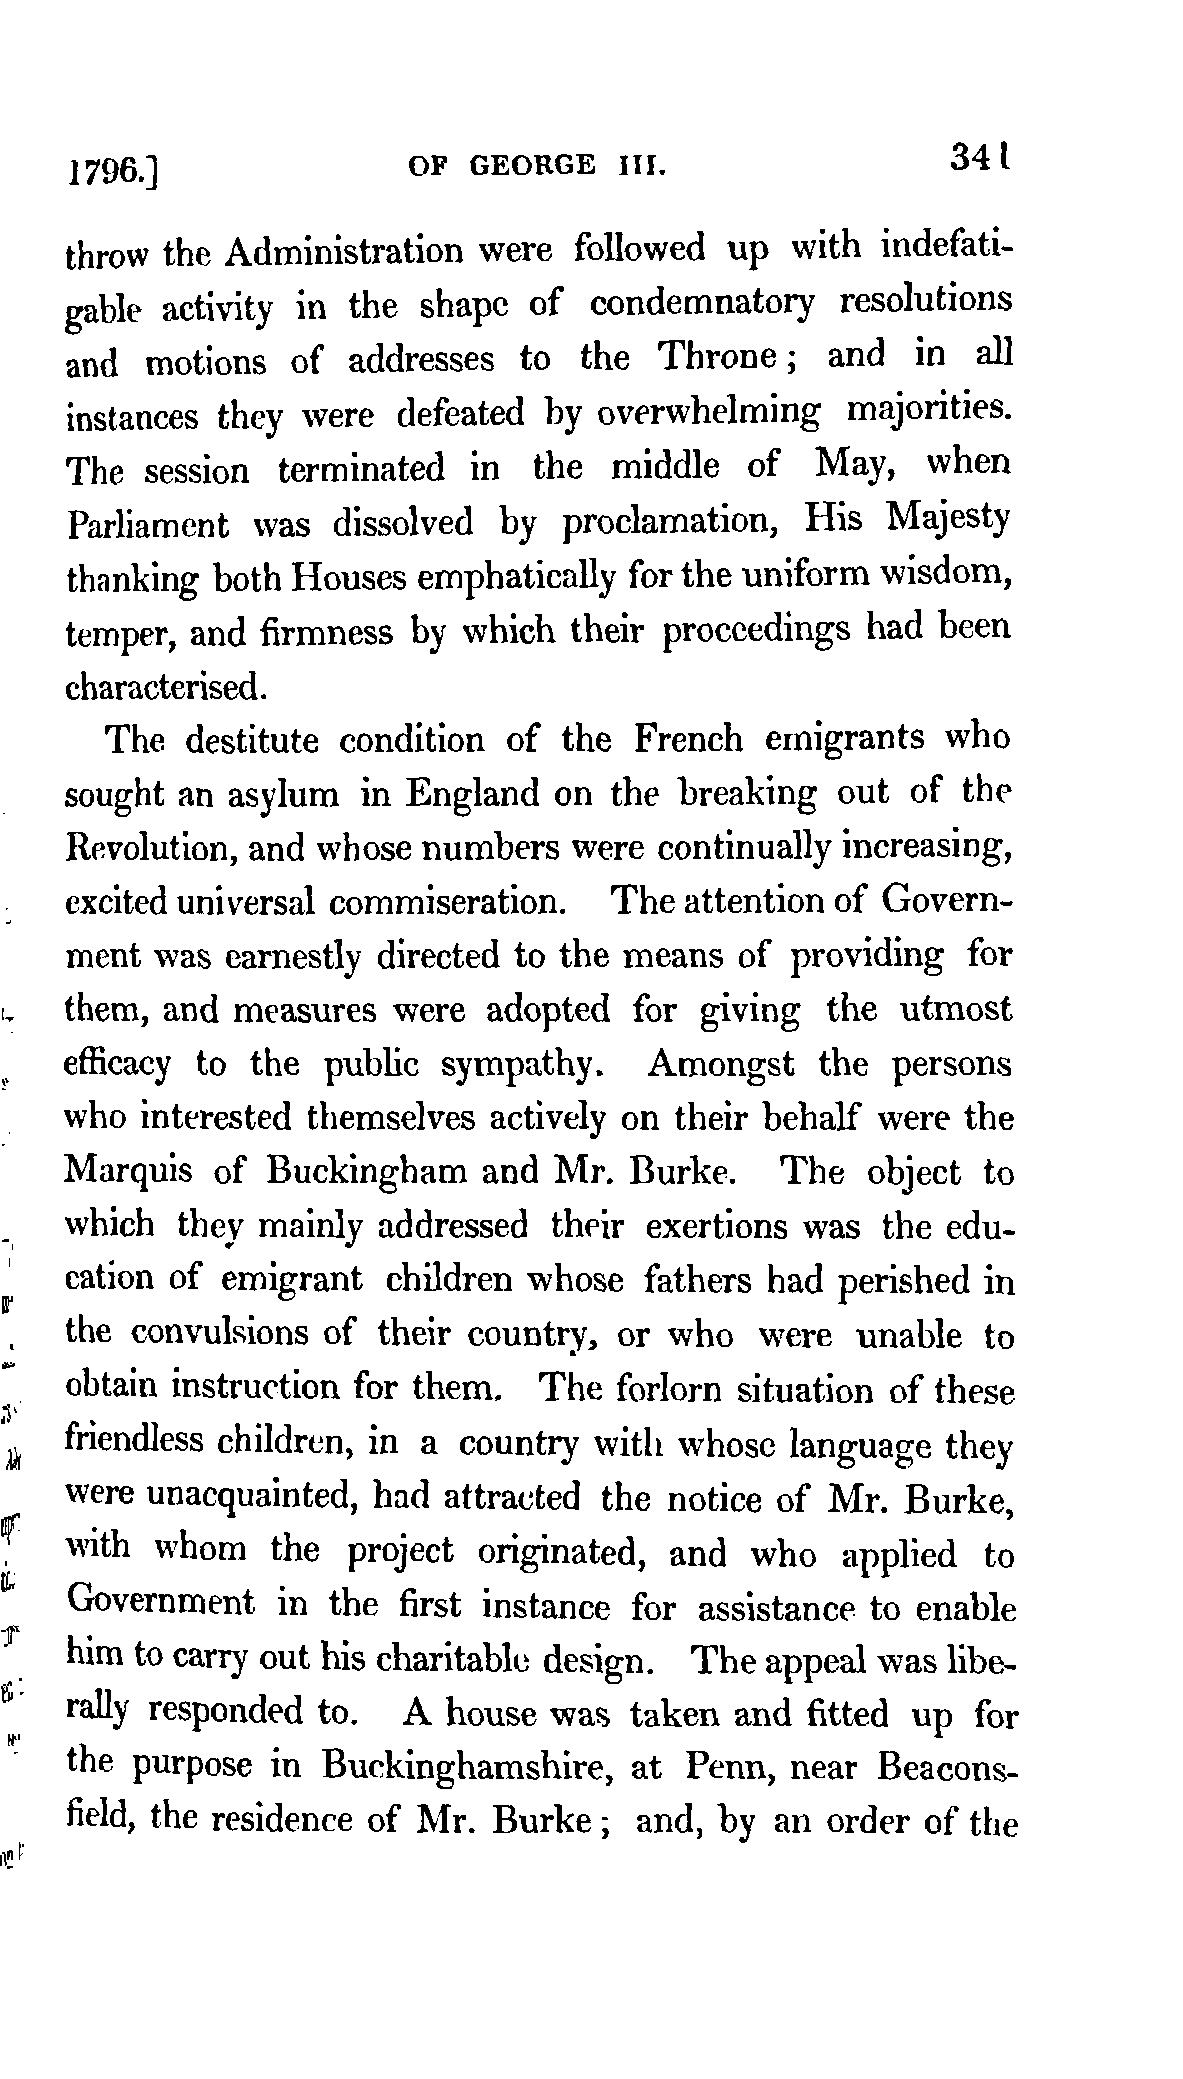 1796.] OF GEORGE III. 341
throw the Administration were followed up with indefati-
gable activity in the shape of condemnatory resolutions
and motions of addresses to the Throne; and in all
instances they were defeated by overwhelming majorities.
The session terminated in the middle of May, when
Parliament was dissolved by proclamation, His Majesty
thanking both Houses emphatically for the uniform wisdom,
temper, and firmness by which their proceedings had been
characterised.
The destitute condition of the French emigrants who
sought an asylum in England on the breaking out of the
Revolution, and whose numbers were continually increasing,
excited universal commiseration. The attention of Govern-
ment was earnestly directed to the means of providing for
them, and measures were adopted for giving the utmost
efficacy to the public sympathy. Amongst the persons
who interested themselves actively on their behalf were the
Marquis of Buckingham and Mr. Burke. The object to
which they mainly addressed their exertions was the edu-
cation of emigrant children whose fathers had perished in
the convulsions of their country, or who were unable to
obtain instruction for them. The forlorn situation of these
friendless children, in a country with whose language they
were unacquainted, had attracted the notice of Mr. Burke,
with whom the project originated, and who applied to
Government in the first instance for assistance to enable
him to carry out his charitable design. The appeal was libe-
rally responded to. A house was taken and fitted up for
the purpose in Buckinghamshire, at Penn, near Beacons-
field, the residence of Mr. Burke; and, by an order of the